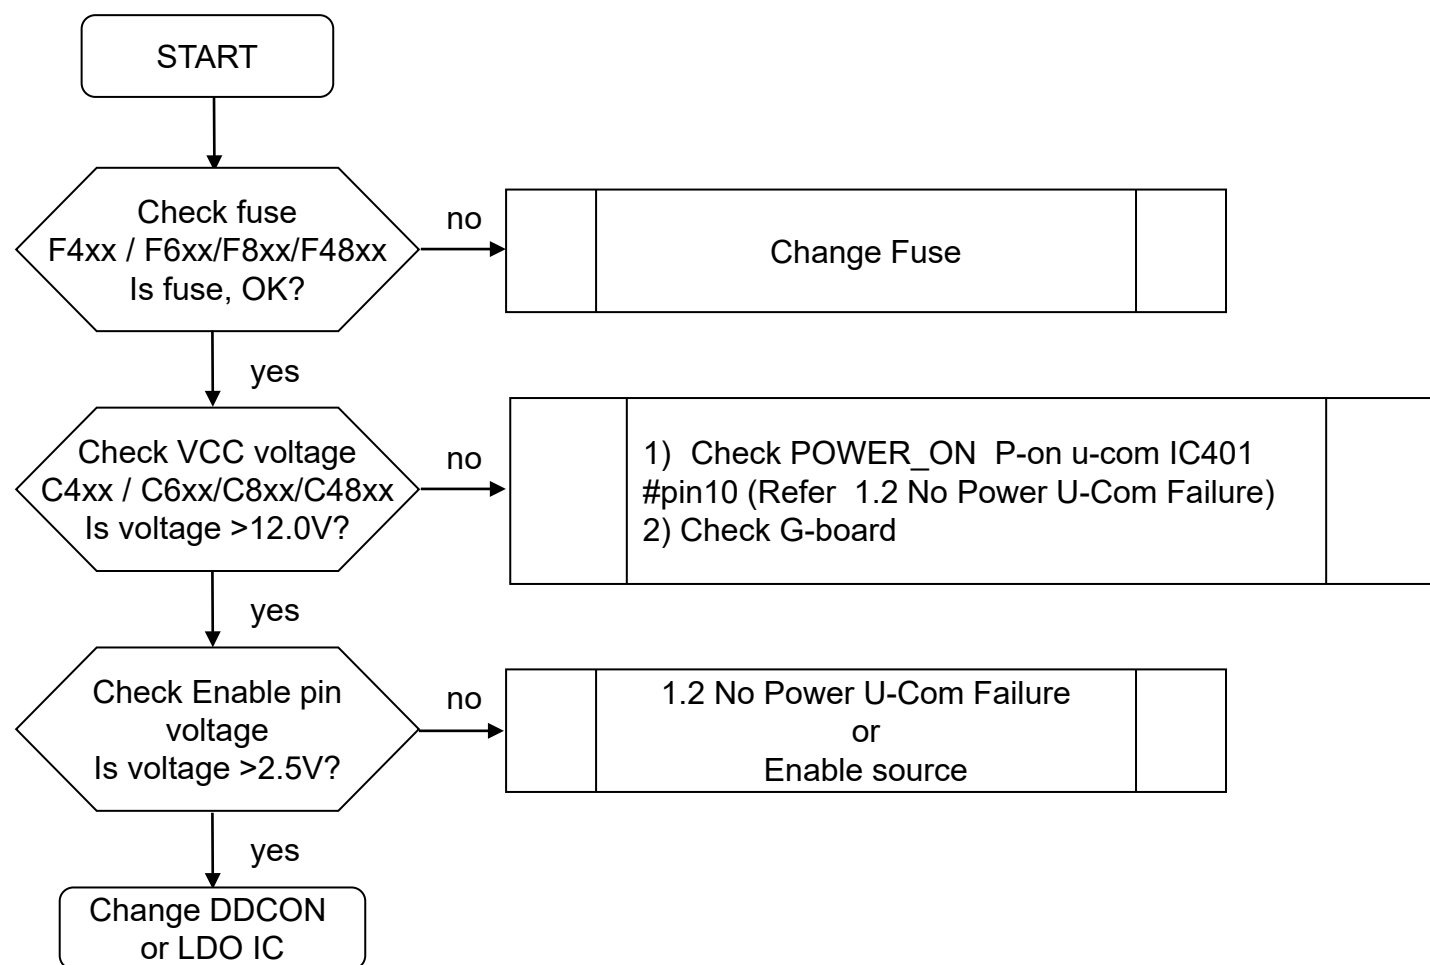 START
Check fuse
F4xx / F6xx/F8xx/F48xx
Is fuse, OK?
no
Change Fuse
yes
Check VCC voltage
C4xx / C6xx/C8xx/C48xx
Is voltage >12.0V?
no
1) Check POWER_ON P-on u-com IC401
#pin10 (Refer 1.2 No Power U-Com Failure)
2) Check G-board
yes
Check Enable pin
voltage
Is voltage >2.5V?
no
1.2 No Power U-Com Failure
or
Enable source
yes
Change DDCON
or LDO IC